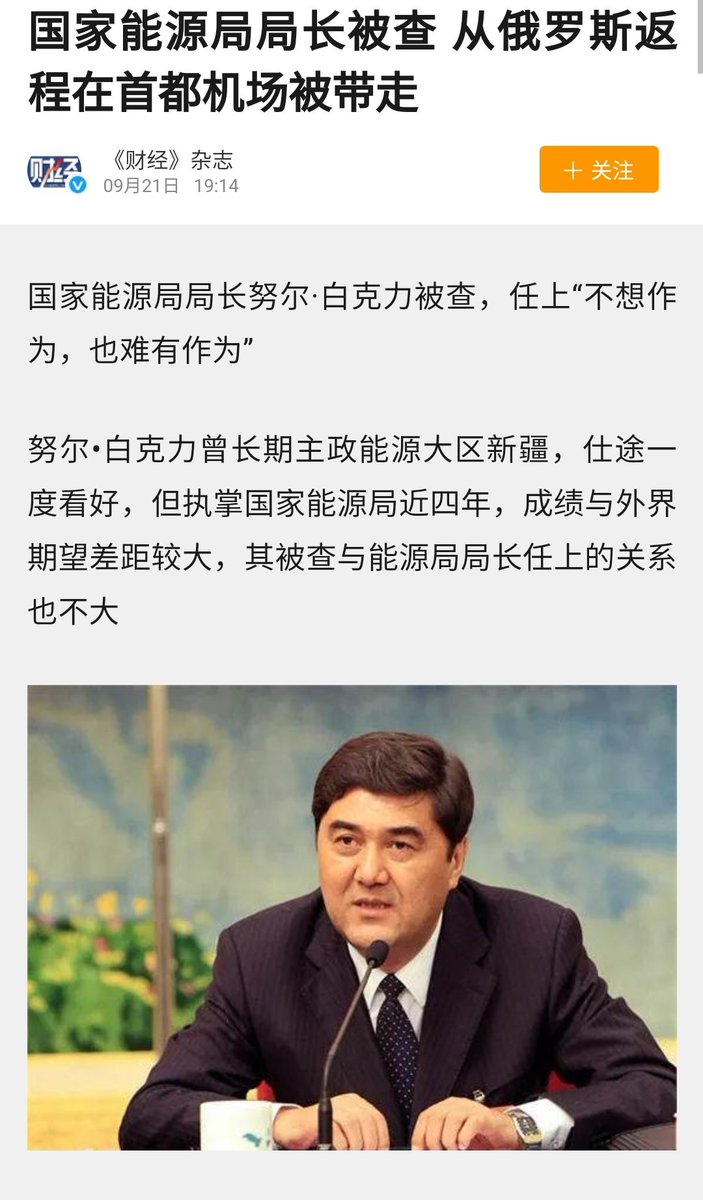 国家能源局局长被查 从俄罗斯返
程在首都机场被带走
财经
《财经》杂志
09月21日 19:14
＋ 关注
国家能源局局长努尔·白克力被查，任上“不想作
为，也难有作为”
努尔•白克力曾长期主政能源大区新疆，仕途一
度看好，但执掌国家能源局近四年，成绩与外界
期望差距较大，其被查与能源局局长任上的关系
也不大